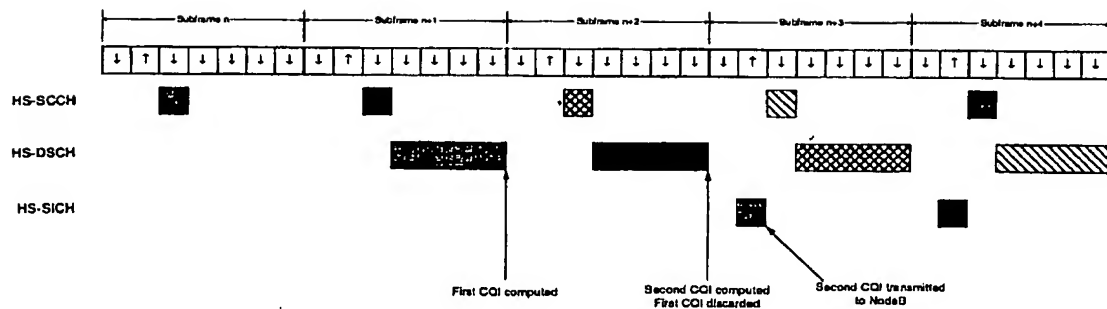 Subframe n Subframe n+1 Subframe n+2 Subframe n+3 Subframe n+4
↓ ↑ ↓ ↓ ↓ ↓ ↓ ↓ ↑ ↓ ↓ ↓ ↓ ↓ ↓ ↑ ↓ ↓ ↓ ↓ ↓ ↓ ↑ ↓ ↓ ↓ ↓ ↓ ↓ ↑ ↓ ↓ ↓ ↓ ↓
HS-SCCH
HS-DSCH
HS-SICH
First CQI computed
Second CQI computed
First CQI discarded
Second CQI transmitted
to NodeB